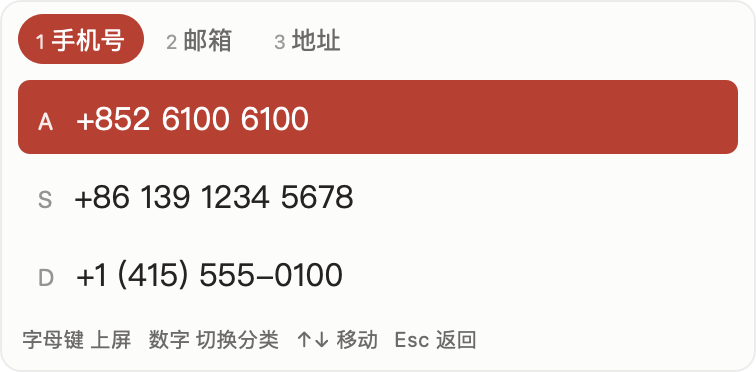 1 手机号 2 邮箱 3 地址
A +852 6100 6100
S +86 139 1234 5678
D +1 (415) 555–0100
字母键 上屏 数字 切换分类 ↑↓ 移动 Esc 返回